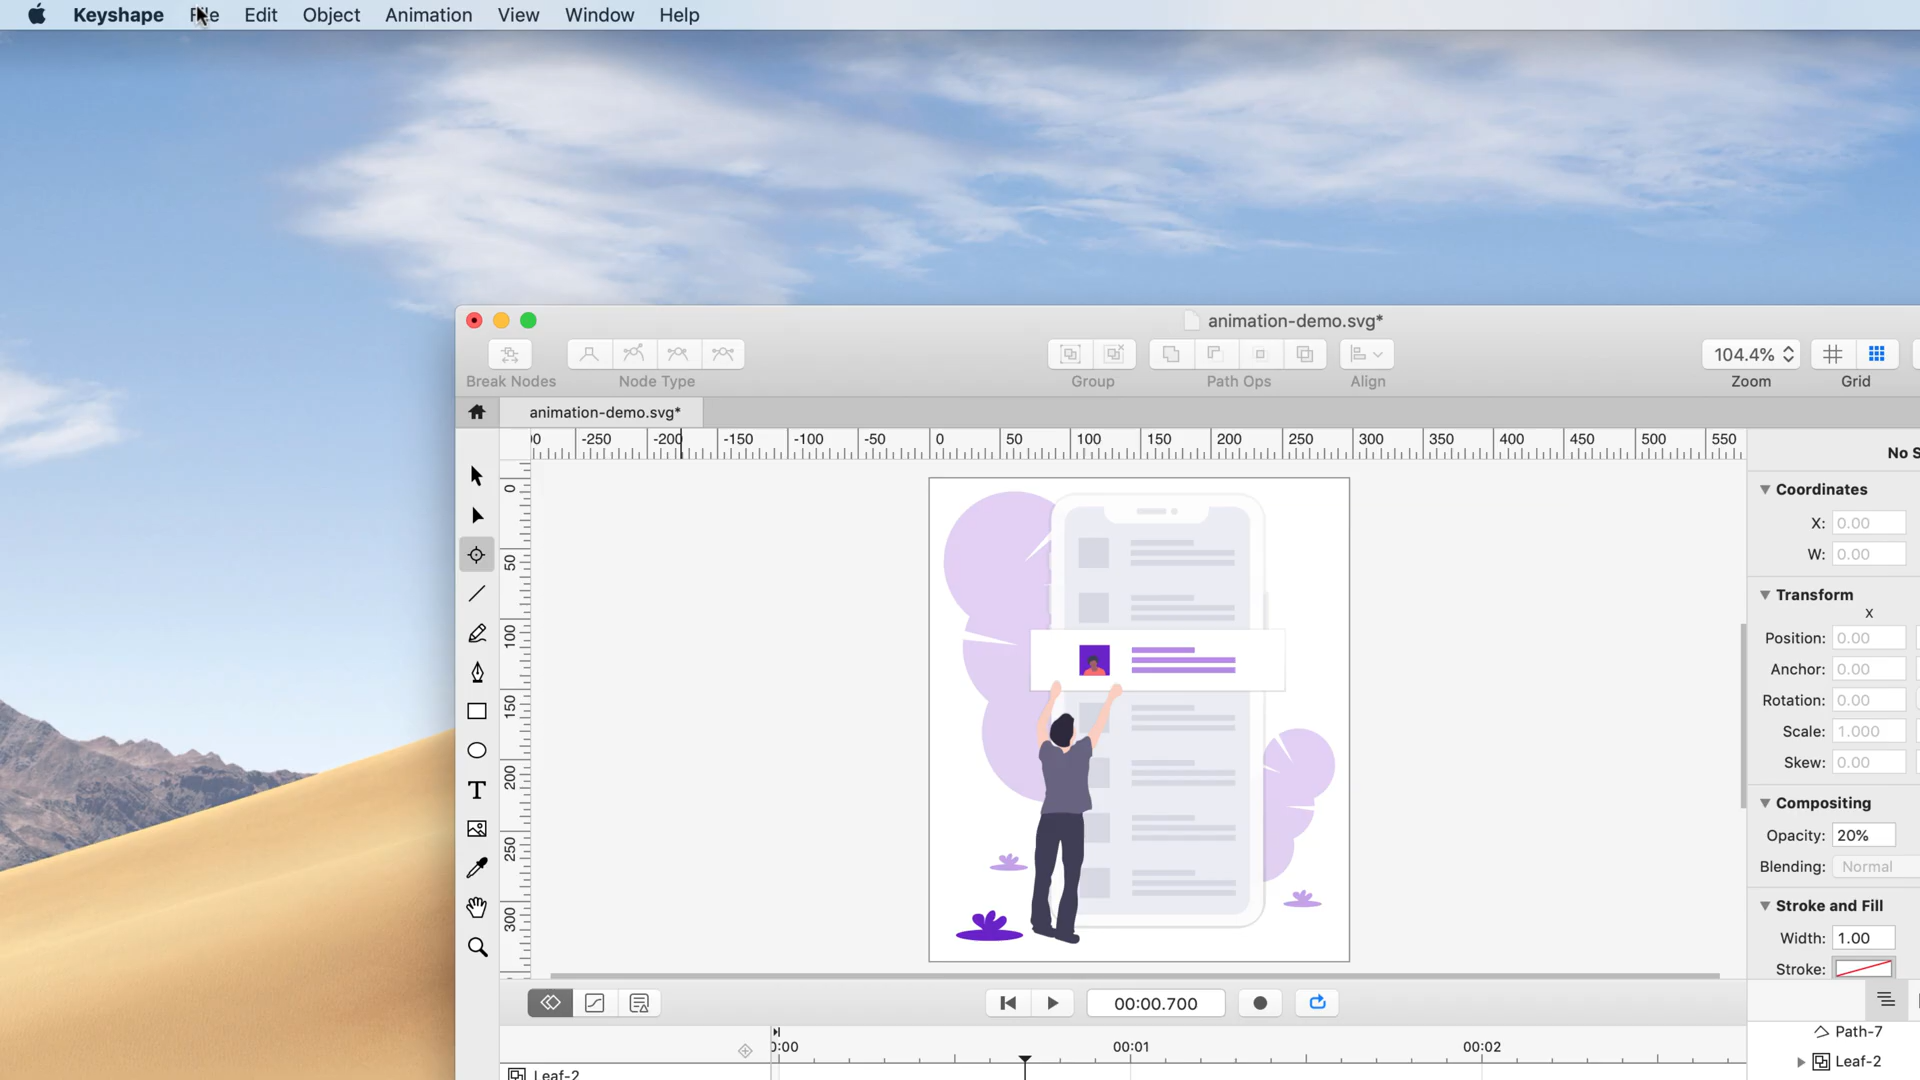 Keyshape File Edit Object Animation View Window Help
animation-demo.svg*
104.4%
Break Nodes Node Type Group Path Ops Align Zoom Grid
animation-demo.svg*
-250 -200 -150 -100 -50 0 50 100 150 200 250 300 350 400 450 500 550
No S
0
50
100
150
200
250
300
Coordinates
X: 0.00
W: 0.00
Transform
X
Position: 0.00
Anchor: 0.00
Rotation: 0.00
Scale: 1.000
Skew: 0.00
Compositing
Opacity: 20%
Blending: Normal
Stroke and Fill
Width: 1.00
Stroke:
T
00:00.700
0:00 00:01 00:02
Path-7
Leaf-2
Leaf-2